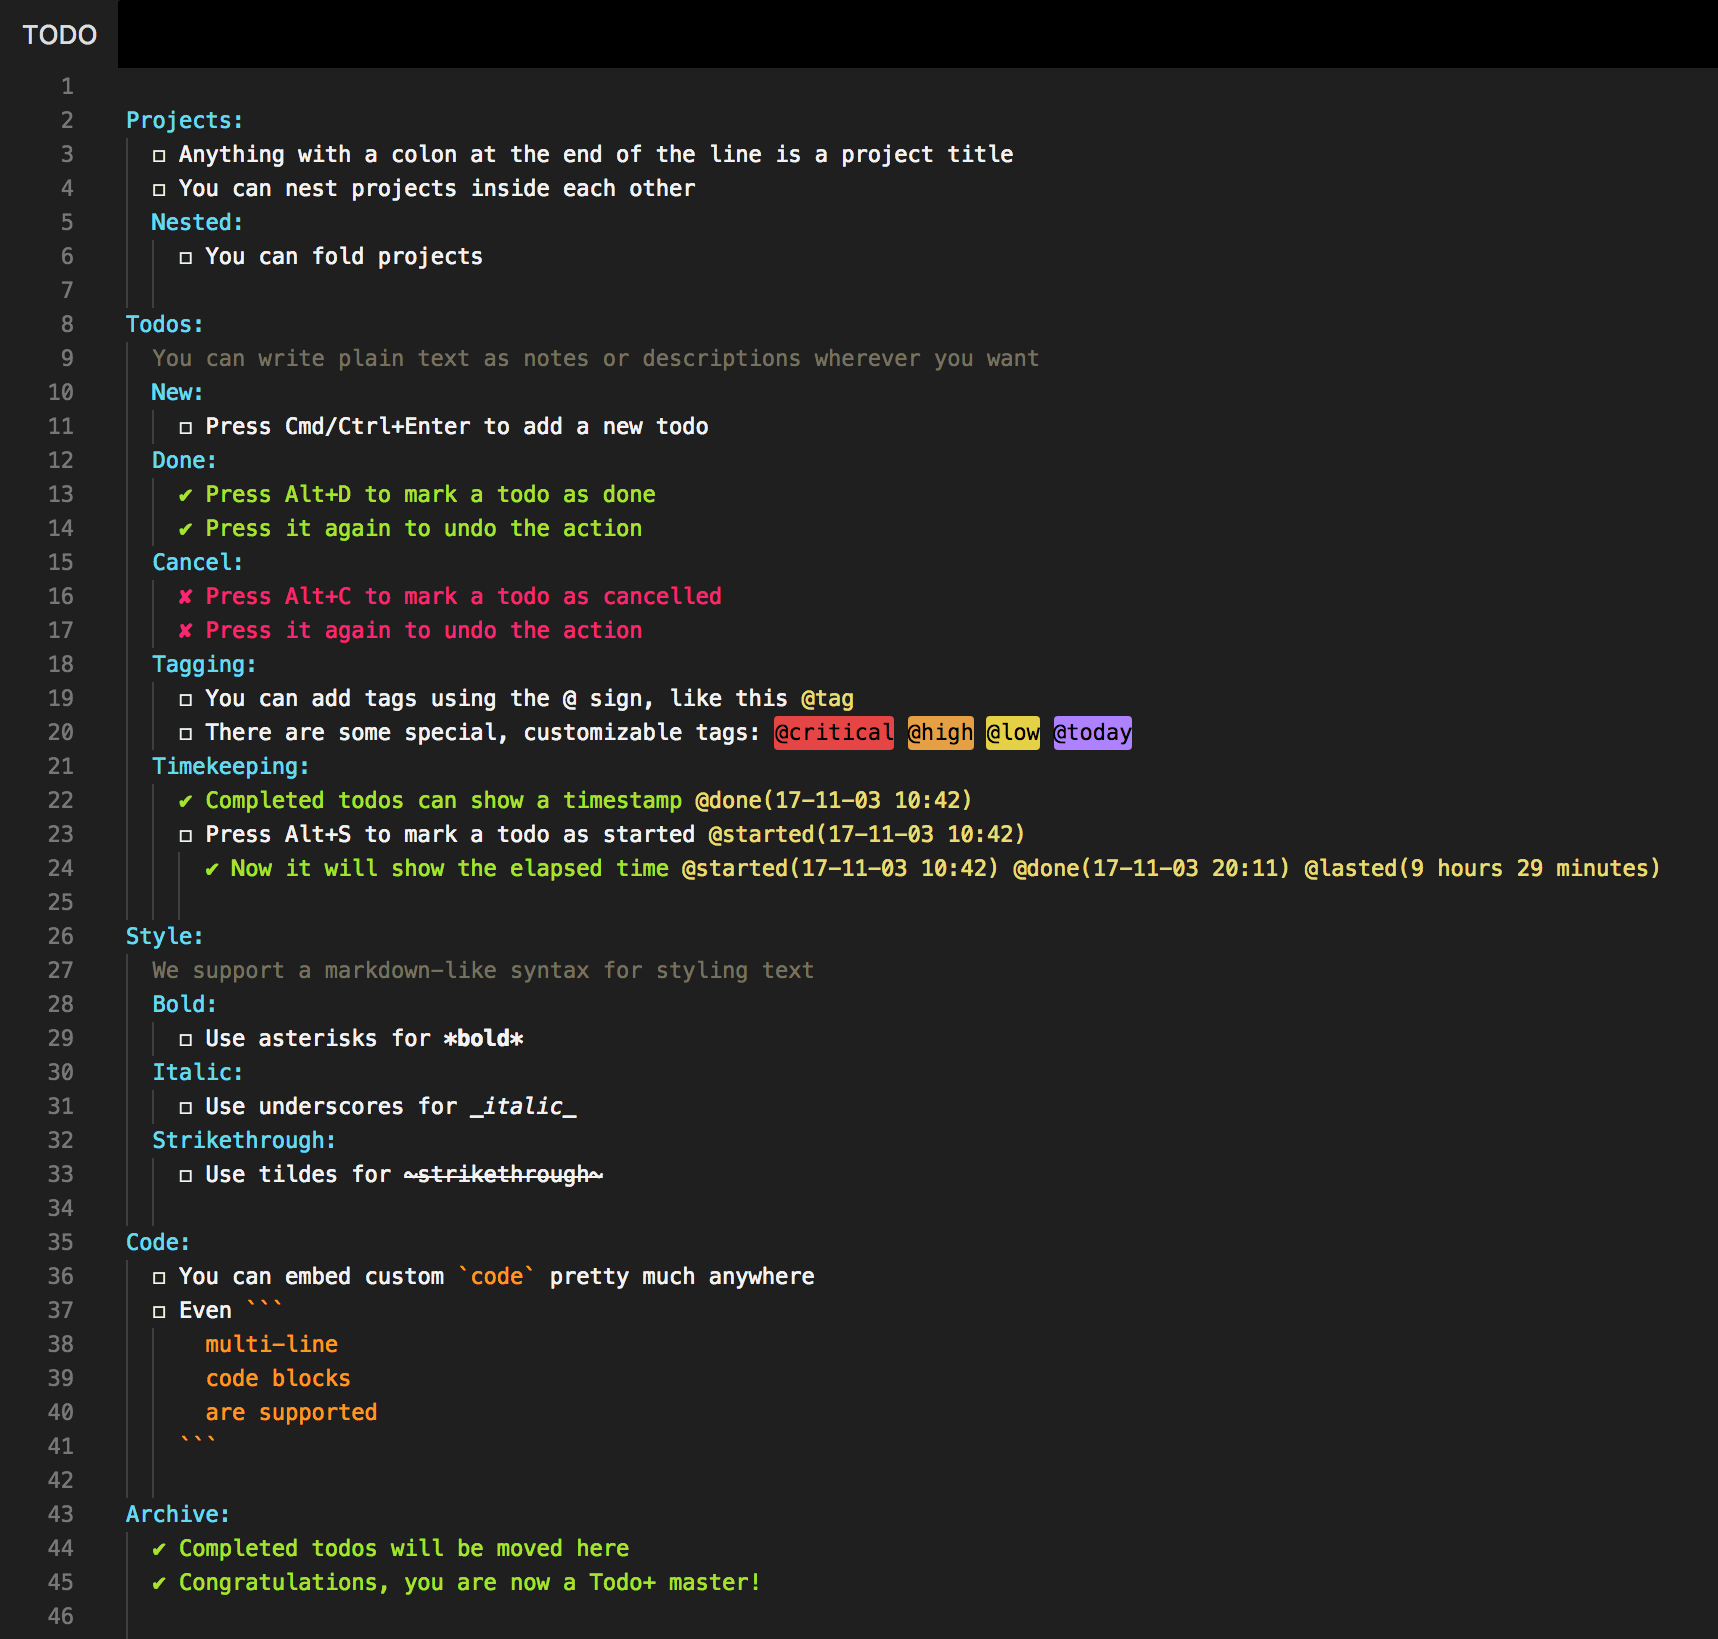 TODO
1
2 Projects:
3 ☐ Anything with a colon at the end of the line is a project title
4 ☐ You can nest projects inside each other
5 Nested:
6 ☐ You can fold projects
7
8 Todos:
9 You can write plain text as notes or descriptions wherever you want
10 New:
11 ☐ Press Cmd/Ctrl+Enter to add a new todo
12 Done:
13 ✔ Press Alt+D to mark a todo as done
14 ✔ Press it again to undo the action
15 Cancel:
16 ✘ Press Alt+C to mark a todo as cancelled
17 ✘ Press it again to undo the action
18 Tagging:
19 ☐ You can add tags using the @ sign, like this @tag
20 ☐ There are some special, customizable tags: @critical @high @low @today
21 Timekeeping:
22 ✔ Completed todos can show a timestamp @done(17-11-03 10:42)
23 ☐ Press Alt+S to mark a todo as started @started(17-11-03 10:42)
24 ✔ Now it will show the elapsed time @started(17-11-03 10:42) @done(17-11-03 20:11) @lasted(9 hours 29 minutes)
25
26 Style:
27 We support a markdown-like syntax for styling text
28 Bold:
29 ☐ Use asterisks for *bold*
30 Italic:
31 ☐ Use underscores for _italic_
32 Strikethrough:
33 ☐ Use tildes for ~strikethrough~
34
35 Code:
36 ☐ You can embed custom `code` pretty much anywhere
37 ☐ Even ```
38 multi-line
39 code blocks
40 are supported
41 ```
42
43 Archive:
44 ✔ Completed todos will be moved here
45 ✔ Congratulations, you are now a Todo+ master!
46